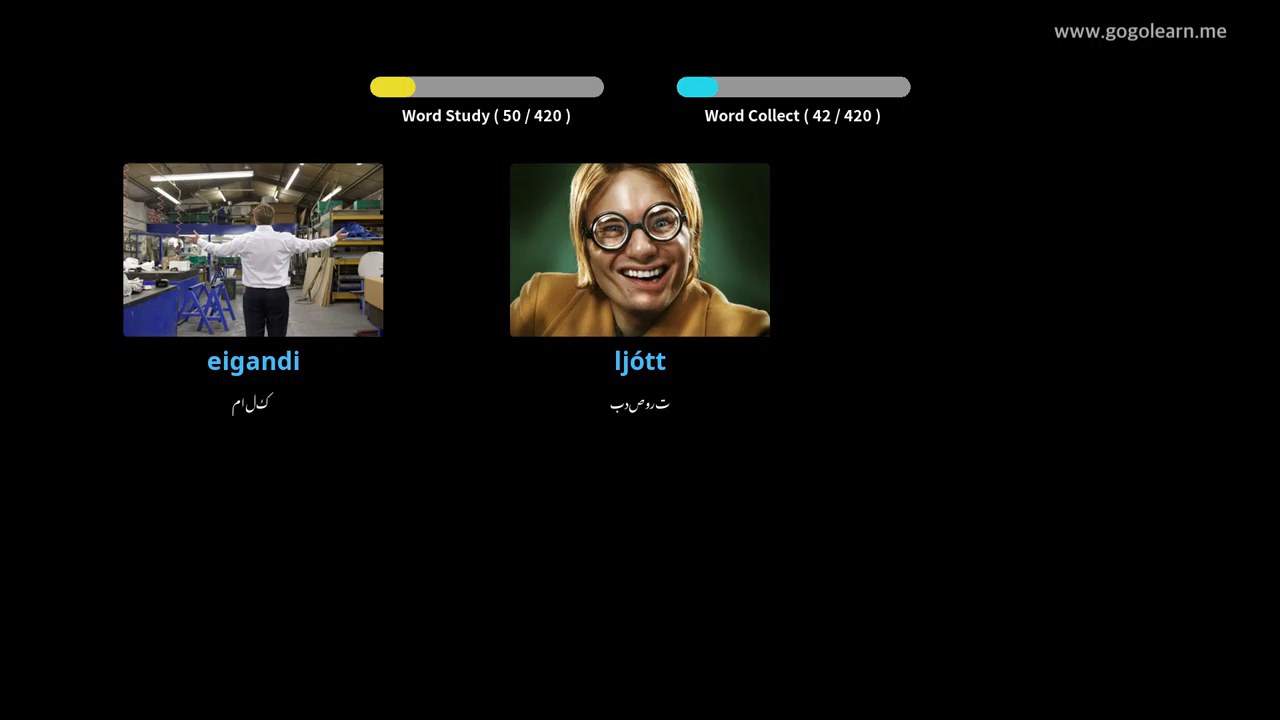 www.gogolearn.me
Word Study ( 50 / 420 )
Word Collect ( 42 / 420 )
eigandi
مالک
ljótt
بدصورت